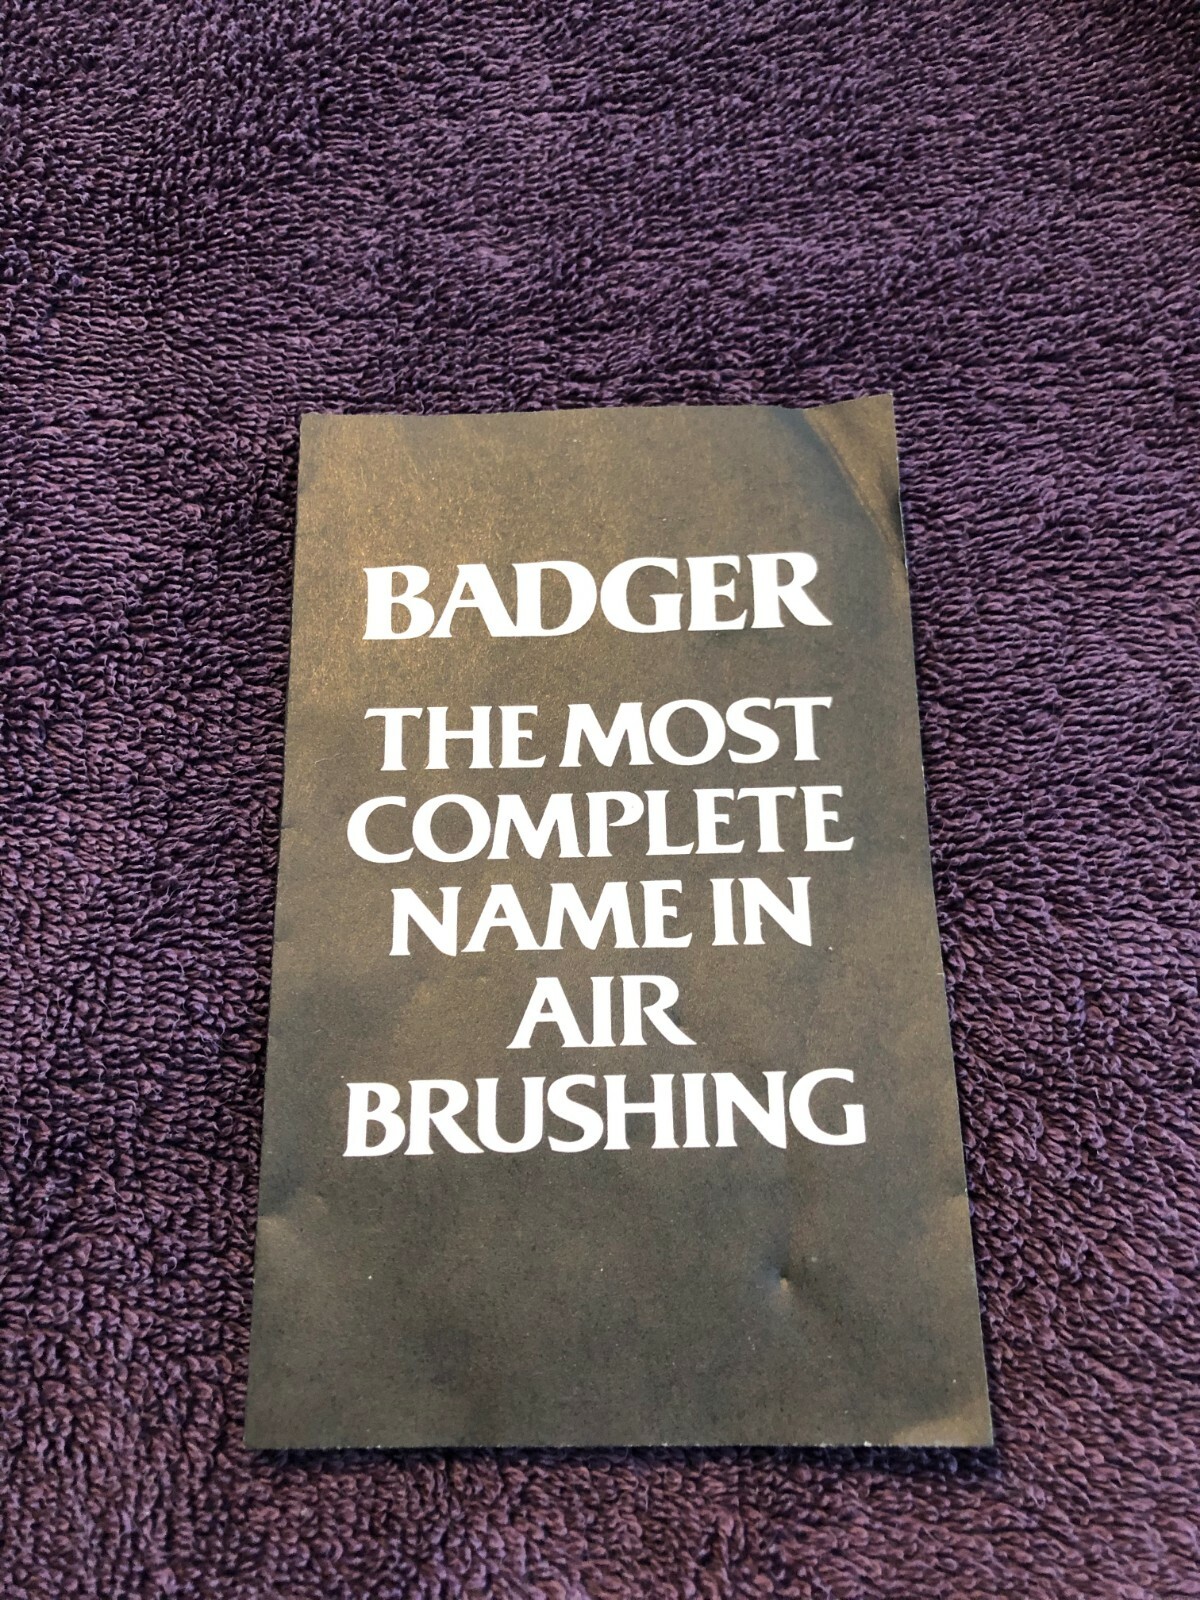 BADGER
THE MOST
COMPLETE
NAME IN
AIR
BRUSHING